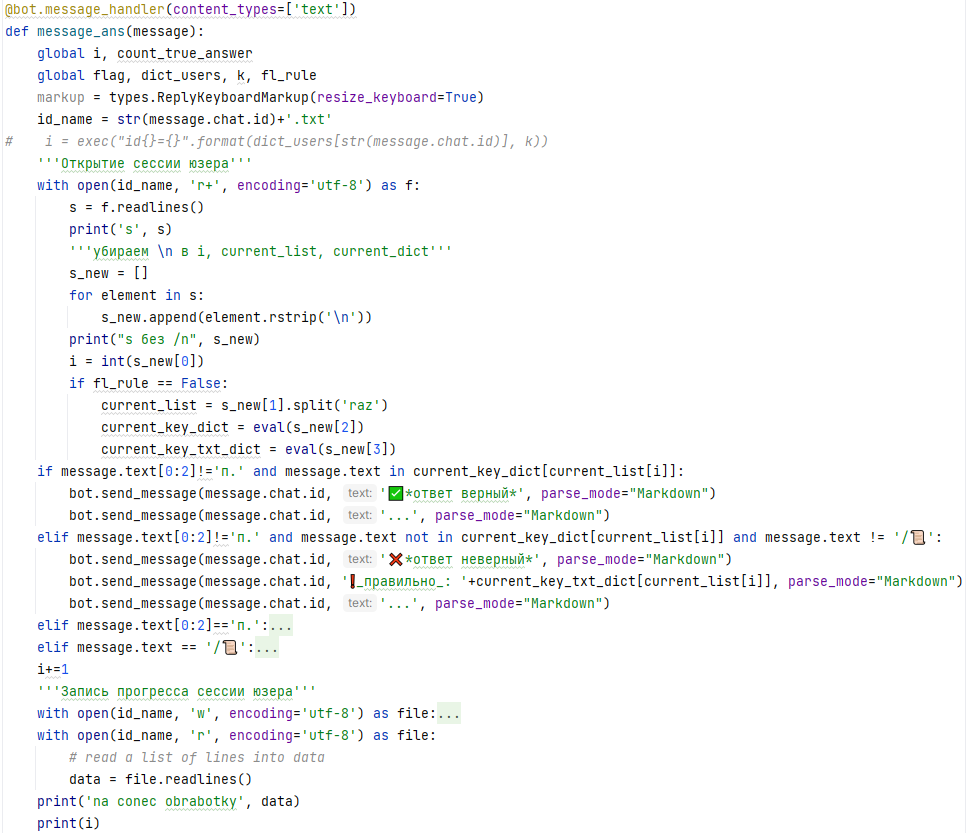 @bot.message_handler(content_types=['text'])
def message_ans(message):
    global i, count_true_answer
    global flag, dict_users, k, fl_rule
    markup = types.ReplyKeyboardMarkup(resize_keyboard=True)
    id_name = str(message.chat.id)+'.txt'
#    i = exec("id{}={}".format(dict_users[str(message.chat.id)], k))
    '''Открытие сессии юзера'''
    with open(id_name, 'r+', encoding='utf-8') as f:
        s = f.readlines()
        print('s', s)
        '''убираем \n в i, current_list, current_dict'''
        s_new = []
        for element in s:
            s_new.append(element.rstrip('\n'))
        print("s без /n", s_new)
        i = int(s_new[0])
        if fl_rule == False:
            current_list = s_new[1].split('raz')
            current_key_dict = eval(s_new[2])
            current_key_txt_dict = eval(s_new[3])
    if message.text[0:2]!='п.' and message.text in current_key_dict[current_list[i]]:
        bot.send_message(message.chat.id, text: '✅*ответ верный*', parse_mode="Markdown")
        bot.send_message(message.chat.id, text: '...', parse_mode="Markdown")
    elif message.text[0:2]!='п.' and message.text not in current_key_dict[current_list[i]] and message.text != '/📜':
        bot.send_message(message.chat.id, text: '❌*ответ неверный*', parse_mode="Markdown")
        bot.send_message(message.chat.id, '❗_правильно_: '+current_key_txt_dict[current_list[i]], parse_mode="Markdown")
        bot.send_message(message.chat.id, text: '...', parse_mode="Markdown")
    elif message.text[0:2]=='п.':...
    elif message.text == '/📜':...
    i+=1
    '''Запись прогресса сессии юзера'''
    with open(id_name, 'w', encoding='utf-8') as file:...
    with open(id_name, 'r', encoding='utf-8') as file:
        # read a list of lines into data
        data = file.readlines()
    print('na conec obrabotky', data)
    print(i)